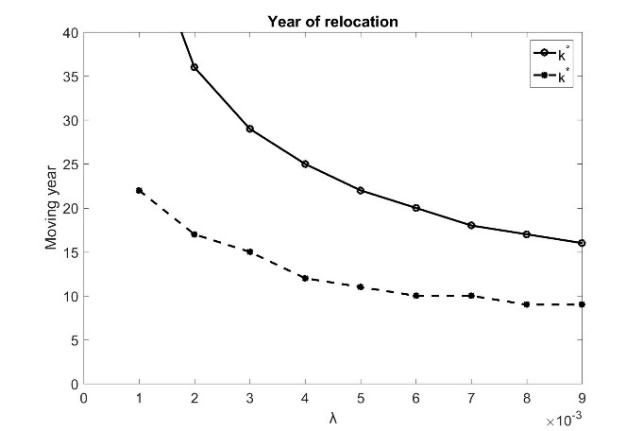 Year of relocation
k*
k*
Moving year
40
35
30
25
20
15
10
5
0
0 1 2 3 4 5 6 7 8 9
λ
×10⁻³